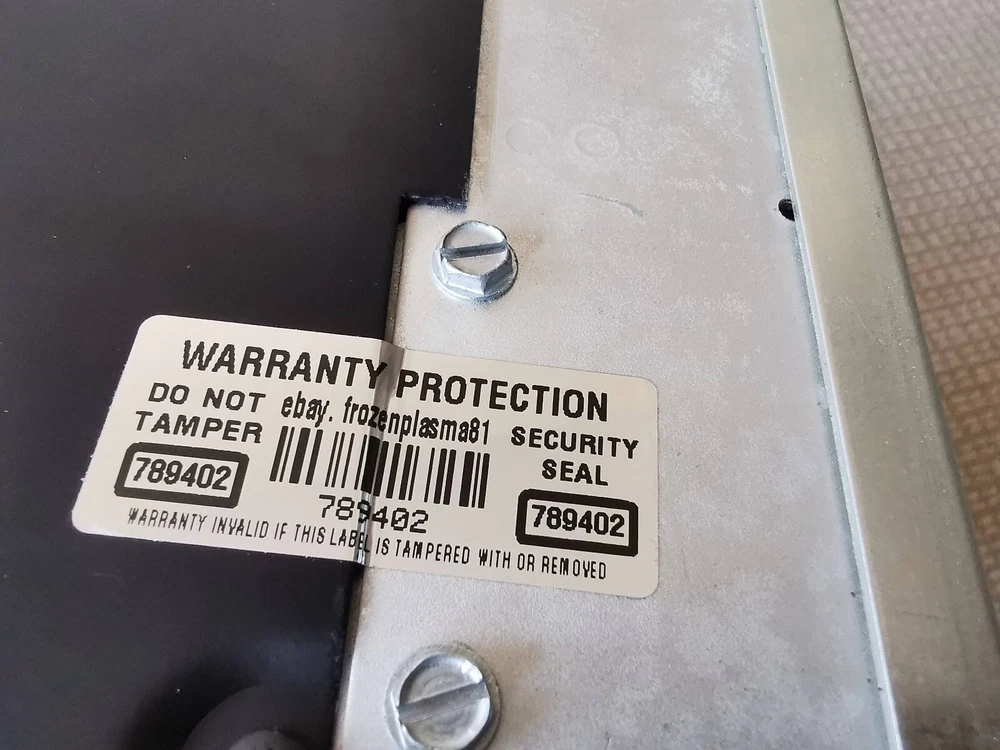 WARRANTY PROTECTION
DO NOT TAMPER
ebay. frozenplasma81
SECURITY SEAL
789402
789402
789402
WARRANTY INVALID IF THIS LABEL IS TAMPERED WITH OR REMOVED